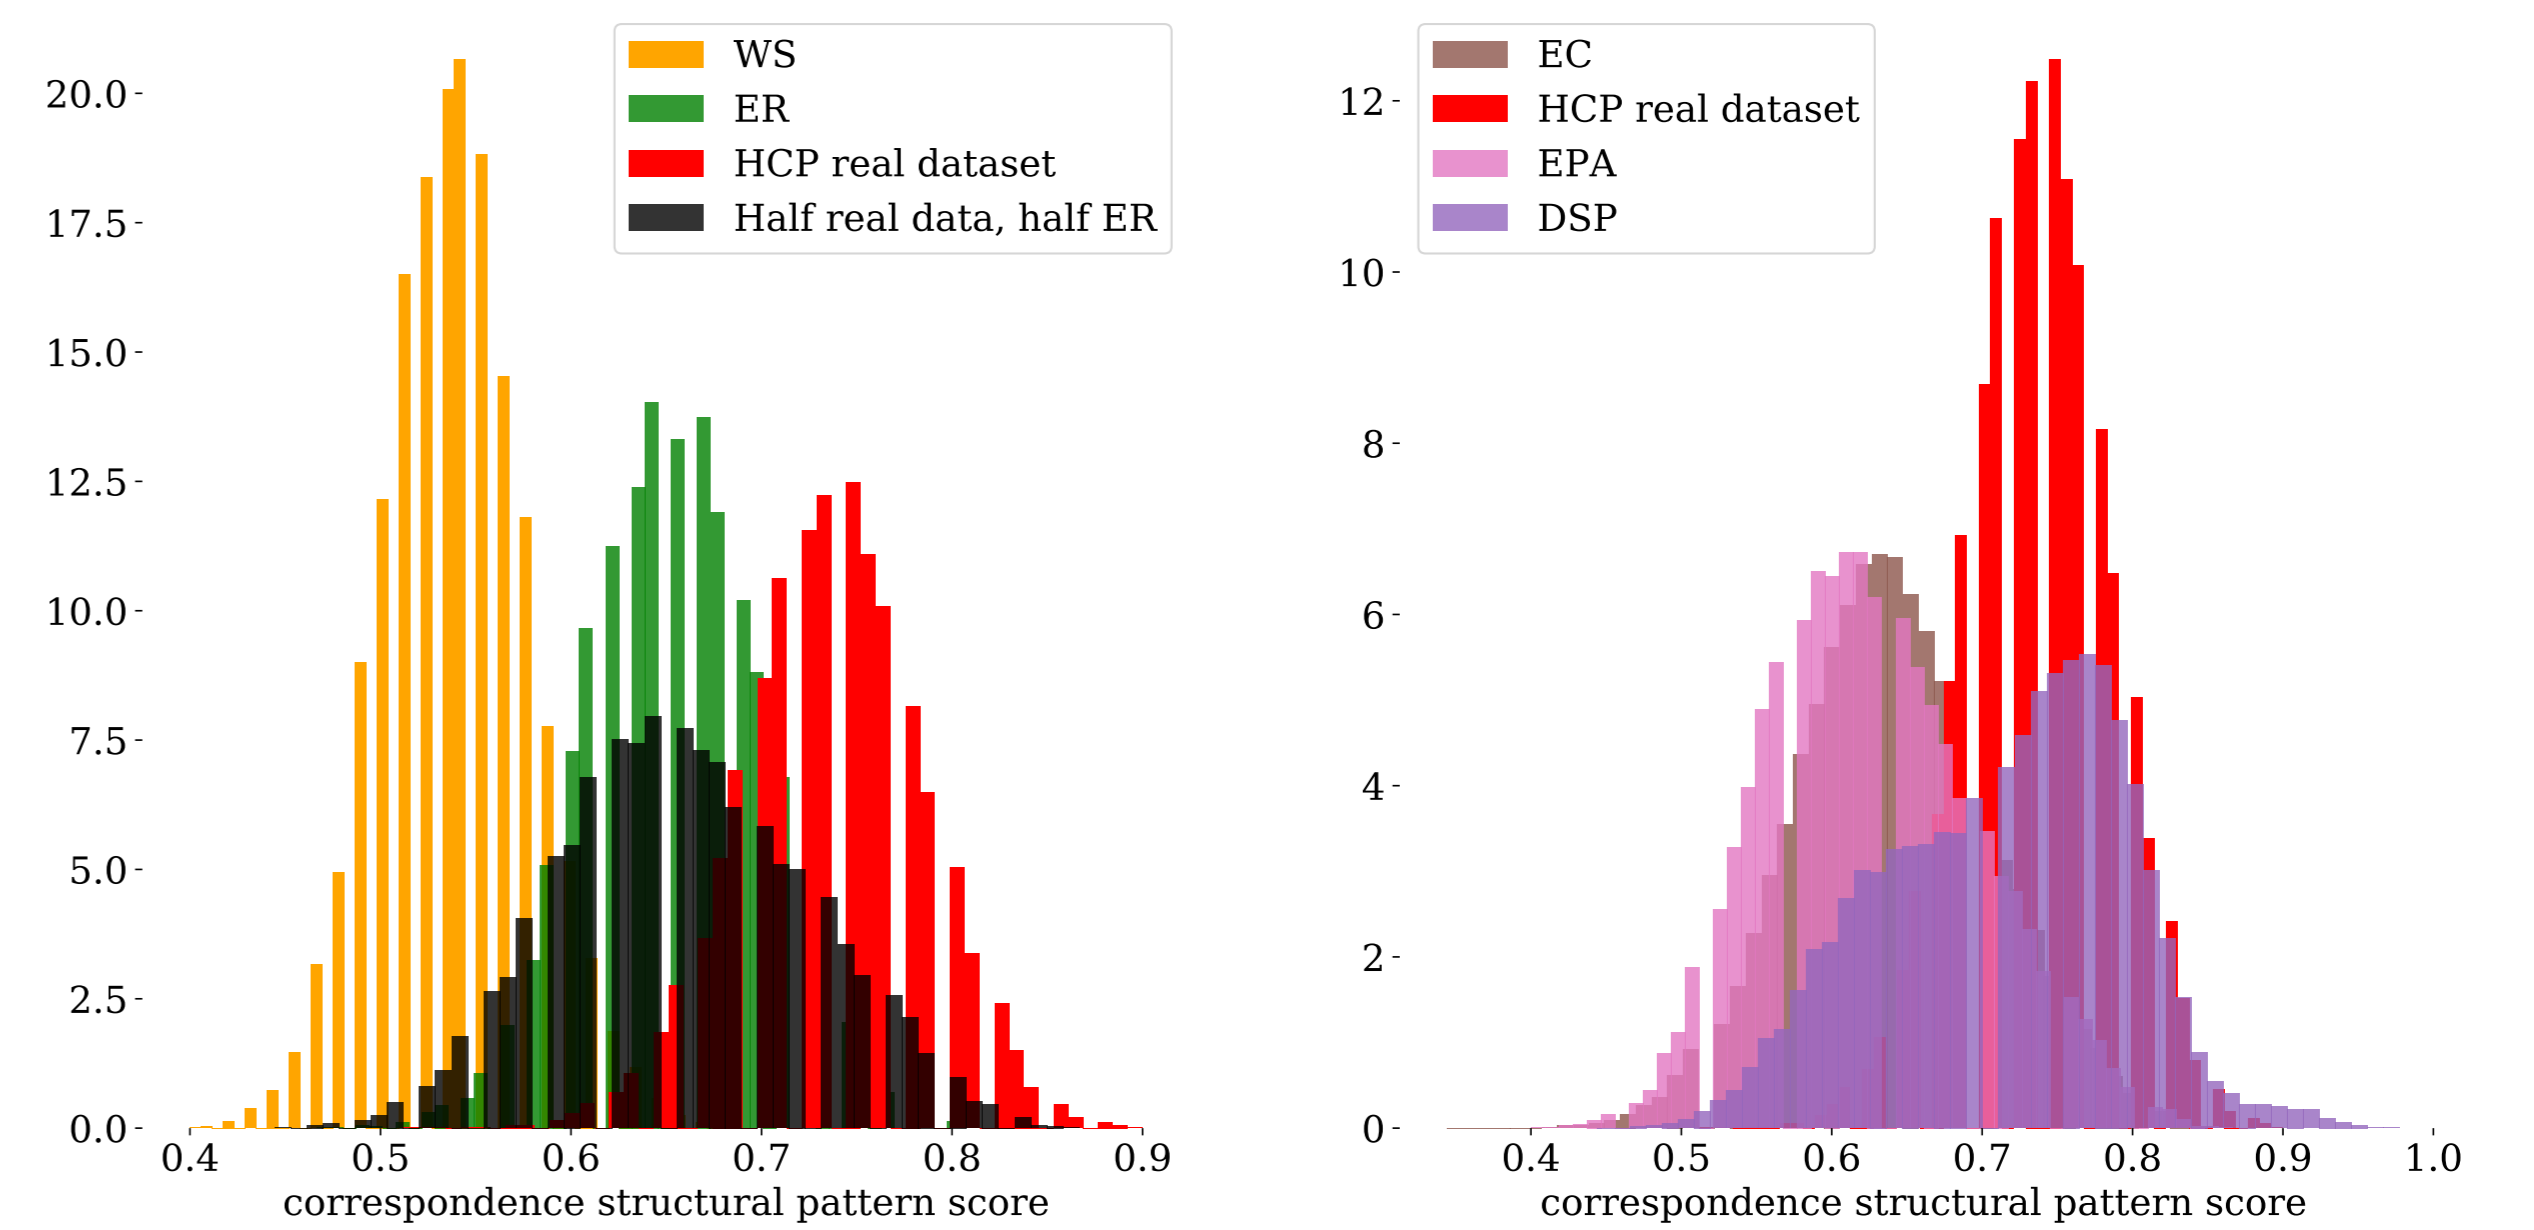 WS
ER
HCP real dataset
Half real data, half ER
20.0
17.5
15.0
12.5
10.0
7.5
5.0
2.5
0.0
0.4 0.5 0.6 0.7 0.8 0.9
correspondence structural pattern score
EC
HCP real dataset
EPA
DSP
12
10
8
6
4
2
0
0.4 0.5 0.6 0.7 0.8 0.9 1.0
correspondence structural pattern score